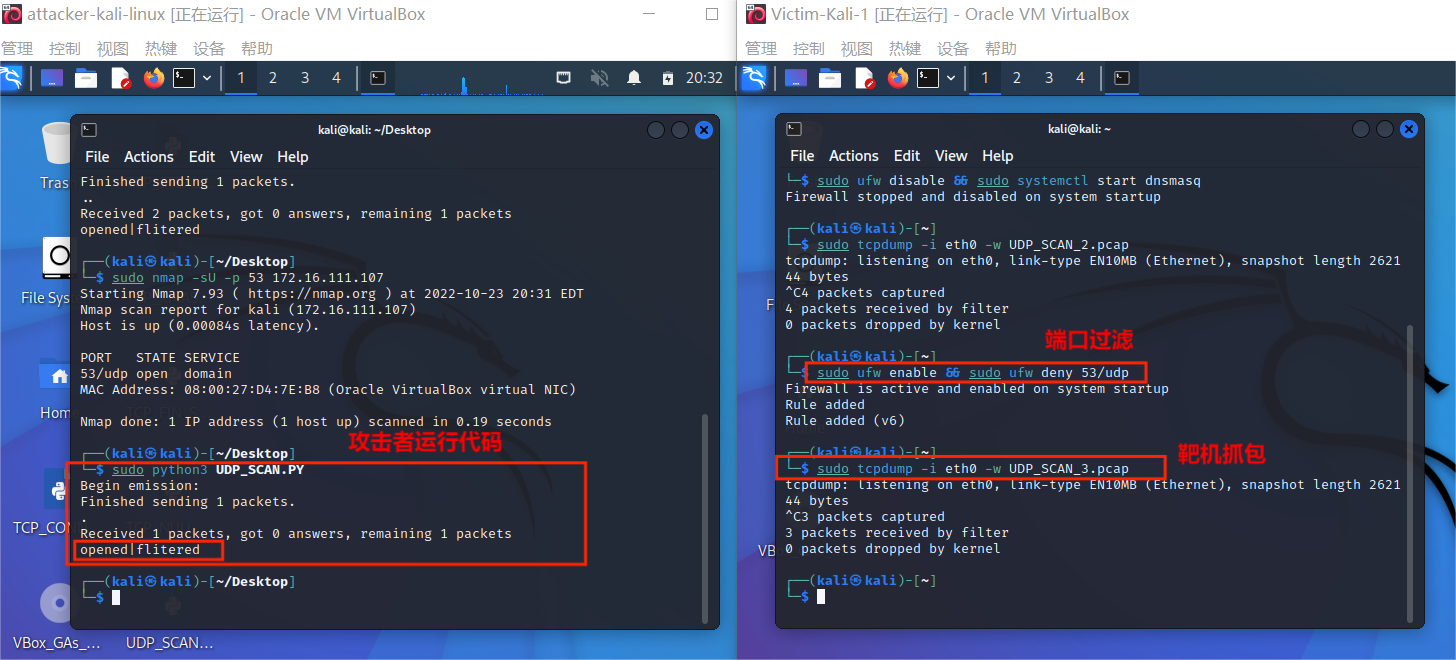 attacker-kali-linux [正在运行] - Oracle VM VirtualBox
管理 控制 视图 热键 设备 帮助
1 2 3 4 20:32
Tras
File Sys
Home
TCP_CON
VBox_GAs_...
UDP_SCAN...
kali@kali: ~/Desktop
File Actions Edit View Help
Finished sending 1 packets.
..
Received 2 packets, got 0 answers, remaining 1 packets
opened|flitered
┌──(kali㉿kali)-[~/Desktop]
└─$ sudo nmap -sU -p 53 172.16.111.107
Starting Nmap 7.93 ( https://nmap.org ) at 2022-10-23 20:31 EDT
Nmap scan report for kali (172.16.111.107)
Host is up (0.00084s latency).
PORT   STATE SERVICE
53/udp open  domain
MAC Address: 08:00:27:D4:7E:B8 (Oracle VirtualBox virtual NIC)
Nmap done: 1 IP address (1 host up) scanned in 0.19 seconds
攻击者运行代码
┌──(kali㉿kali)-[~/Desktop]
└─$ sudo python3 UDP_SCAN.PY
Begin emission:
Finished sending 1 packets.
.
Received 1 packets, got 0 answers, remaining 1 packets
opened|flitered
┌──(kali㉿kali)-[~/Desktop]
└─$
Victim-Kali-1 [正在运行] - Oracle VM VirtualBox
管理 控制 视图 热键 设备 帮助
1 2 3 4
F
VB
kali@kali: ~
File Actions Edit View Help
└─$ sudo ufw disable && sudo systemctl start dnsmasq
Firewall stopped and disabled on system startup
┌──(kali㉿kali)-[~]
└─$ sudo tcpdump -i eth0 -w UDP_SCAN_2.pcap
tcpdump: listening on eth0, link-type EN10MB (Ethernet), snapshot length 2621
44 bytes
^C4 packets captured
4 packets received by filter
0 packets dropped by kernel
端口过滤
┌──(kali㉿kali)-[~]
└─$ sudo ufw enable && sudo ufw deny 53/udp
Firewall is active and enabled on system startup
Rule added
Rule added (v6)
┌──(kali㉿kali)-[~]
└─$ sudo tcpdump -i eth0 -w UDP_SCAN_3.pcap
靶机抓包
tcpdump: listening on eth0, link-type EN10MB (Ethernet), snapshot length 2621
44 bytes
^C3 packets captured
3 packets received by filter
0 packets dropped by kernel
┌──(kali㉿kali)-[~]
└─$